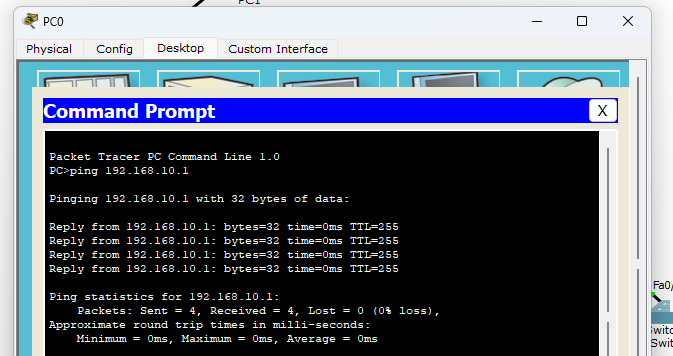 PC1
PC0
Physical Config Desktop Custom Interface
Command Prompt
X
Packet Tracer PC Command Line 1.0
PC>ping 192.168.10.1
Pinging 192.168.10.1 with 32 bytes of data:
Reply from 192.168.10.1: bytes=32 time=0ms TTL=255
Reply from 192.168.10.1: bytes=32 time=0ms TTL=255
Reply from 192.168.10.1: bytes=32 time=0ms TTL=255
Reply from 192.168.10.1: bytes=32 time=0ms TTL=255
Ping statistics for 192.168.10.1:
Packets: Sent = 4, Received = 4, Lost = 0 (0% loss),
Approximate round trip times in milli-seconds:
Minimum = 0ms, Maximum = 0ms, Average = 0ms
Fa0/
Switc
Swit